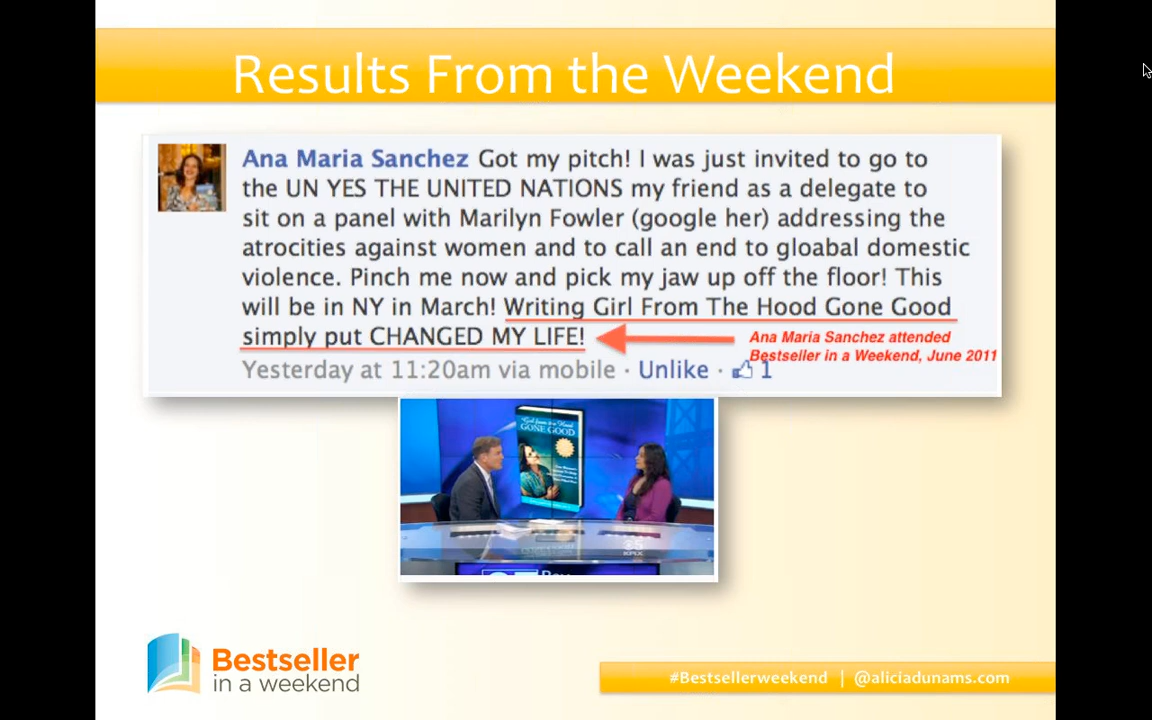 Results From the Weekend
Ana Maria Sanchez Got my pitch! I was just invited to go to
the UN YES THE UNITED NATIONS my friend as a delegate to
sit on a panel with Marilyn Fowler (google her) addressing the
atrocities against women and to call an end to gloabal domestic
violence. Pinch me now and pick my jaw up off the floor! This
will be in NY in March! Writing Girl From The Hood Gone Good
simply put CHANGED MY LIFE!
Ana Maria Sanchez attended
Bestseller in a Weekend, June 2011
Yesterday at 11:20am via mobile · Unlike · 1
GONE GOOD
Bestseller
in a weekend
#Bestsellerweekend | @aliciadunams.com